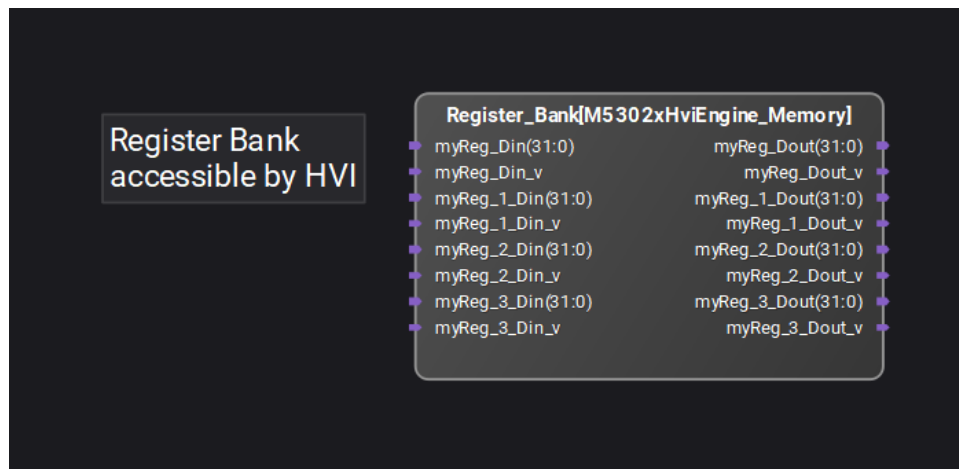 Register Bank
accessible by HVI
Register_Bank[M5302xHviEngine_Memory]
myReg_Din(31:0) myReg_Dout(31:0)
myReg_Din_v myReg_Dout_v
myReg_1_Din(31:0) myReg_1_Dout(31:0)
myReg_1_Din_v myReg_1_Dout_v
myReg_2_Din(31:0) myReg_2_Dout(31:0)
myReg_2_Din_v myReg_2_Dout_v
myReg_3_Din(31:0) myReg_3_Dout(31:0)
myReg_3_Din_v myReg_3_Dout_v